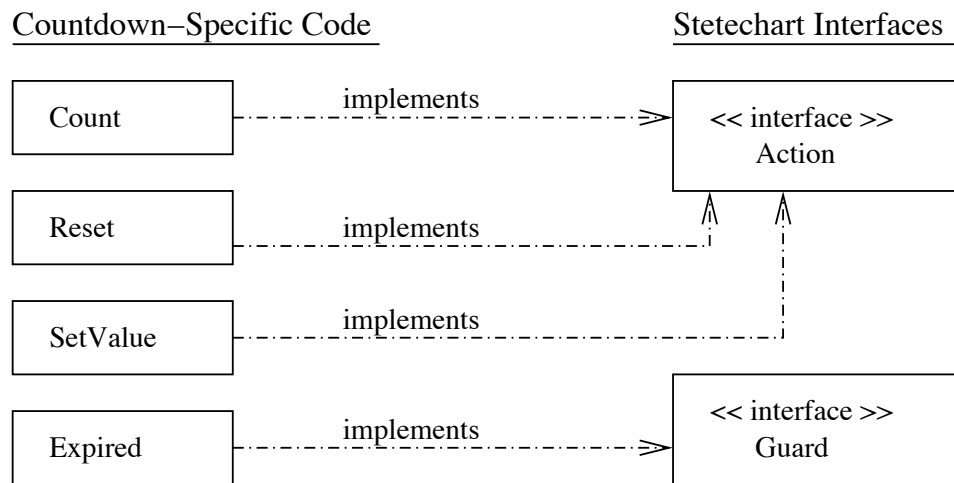 Countdown–Specific Code
Stetechart Interfaces
Count
implements
<< interface >>
Action
Reset
implements
SetValue
implements
Expired
implements
<< interface >>
Guard